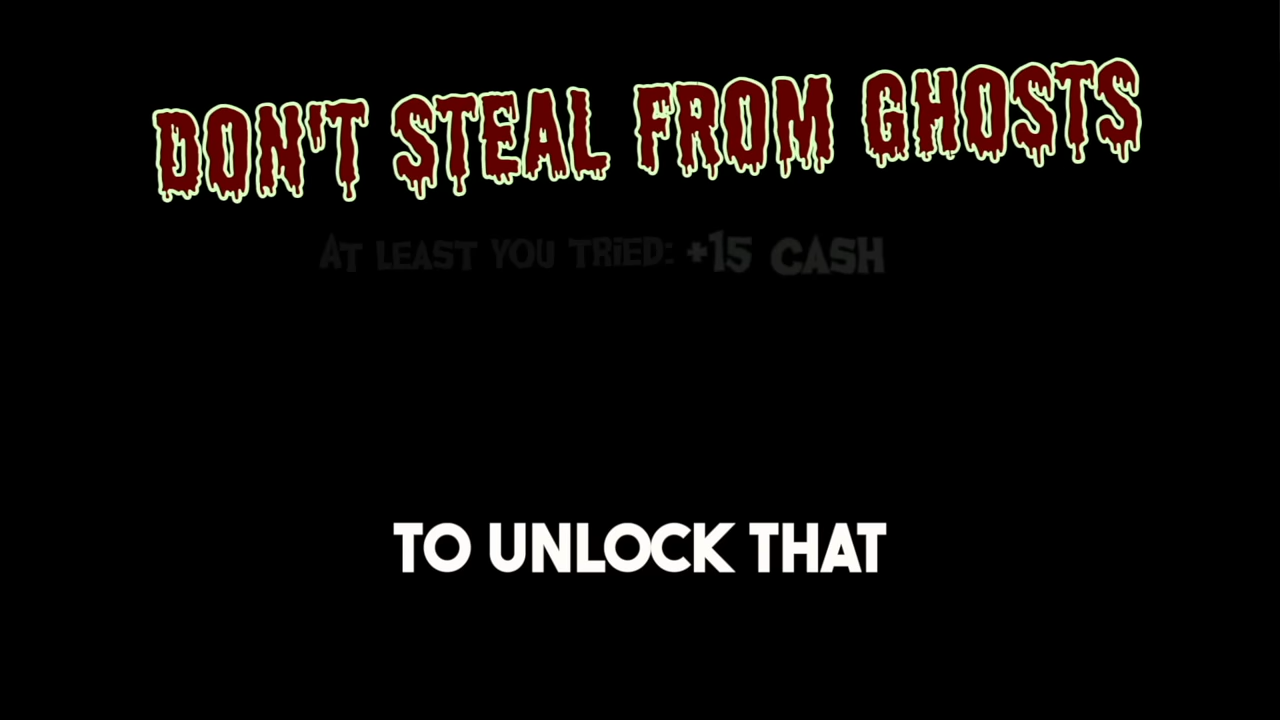 DON'T STEAL FROM GHOSTS
AT LEAST YOU TRIED: +15 CASH
TO UNLOCK THAT